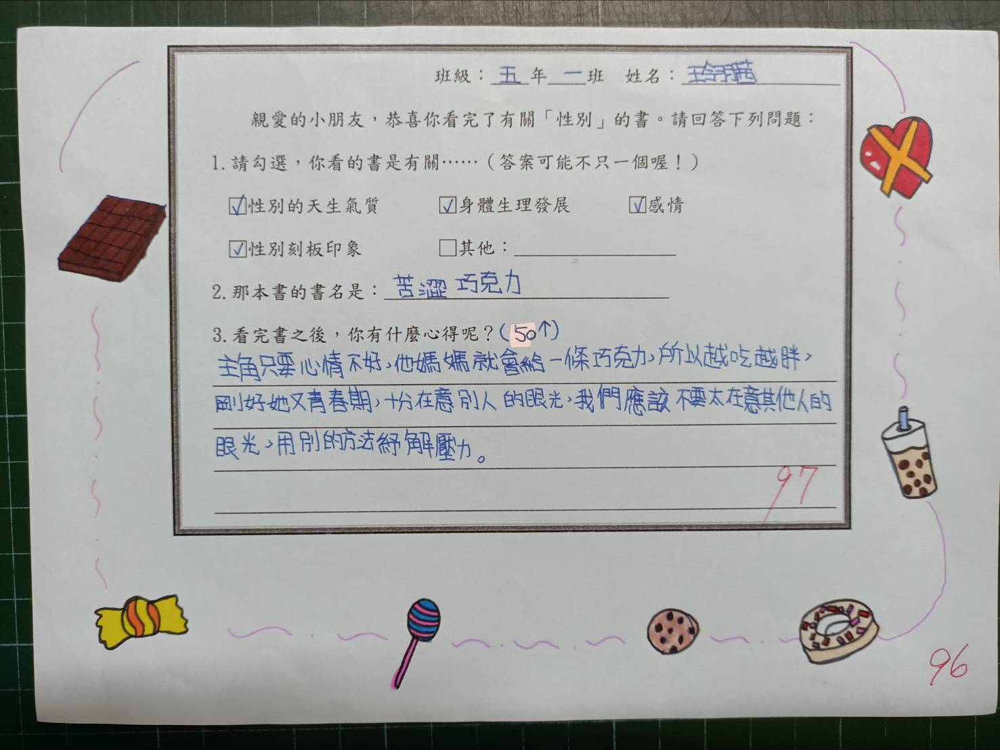 班級：五年一班 姓名：
親愛的小朋友，恭喜你看完了有關「性別」的書。請回答下列問題：
1.請勾選，你看的書是有關……（答案可能不只一個喔！）
☑性別的天生氣質 ☑身體生理發展 ☑感情
☑性別刻板印象 □其他：
2.那本書的書名是：苦澀巧克力
3.看完書之後，你有什麼心得呢？(50↑)
主角只要心情不好，他媽媽就會給一條巧克力，所以越吃越胖，
剛好她又青春期，十分在意別人的眼光，我們應該不要太在意其他人的
眼光，用別的方法紓解壓力。
97
96